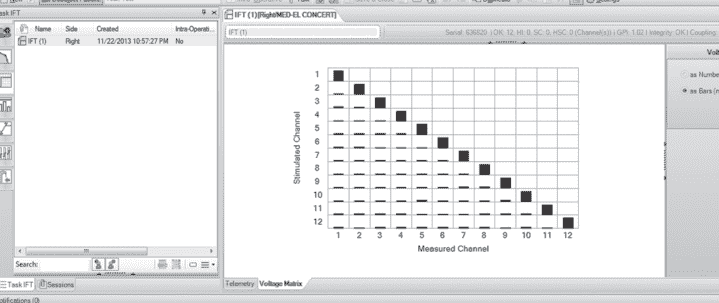 Task IFT
IFT (1)[Right/MED-EL CONCERT]
Name Side Created Intra-Operati...
IFT (1) Right 11/22/2013 10:57:27 PM No
IFT (1)
Serial: 636820 | OK: 12, HI: 0, SC: 0, HSC: 0 (Channel(s)) | GPI: 1.02 | Integrity: OK | Coupling
as Numbe
as Bars (n
Stimulated Channel
1
2
3
4
5
6
7
8
9
10
11
12
1 2 3 4 5 6 7 8 9 10 11 12
Measured Channel
Search:
Telemetry Voltage Matrix
Task IFT Sessions
plications (0)